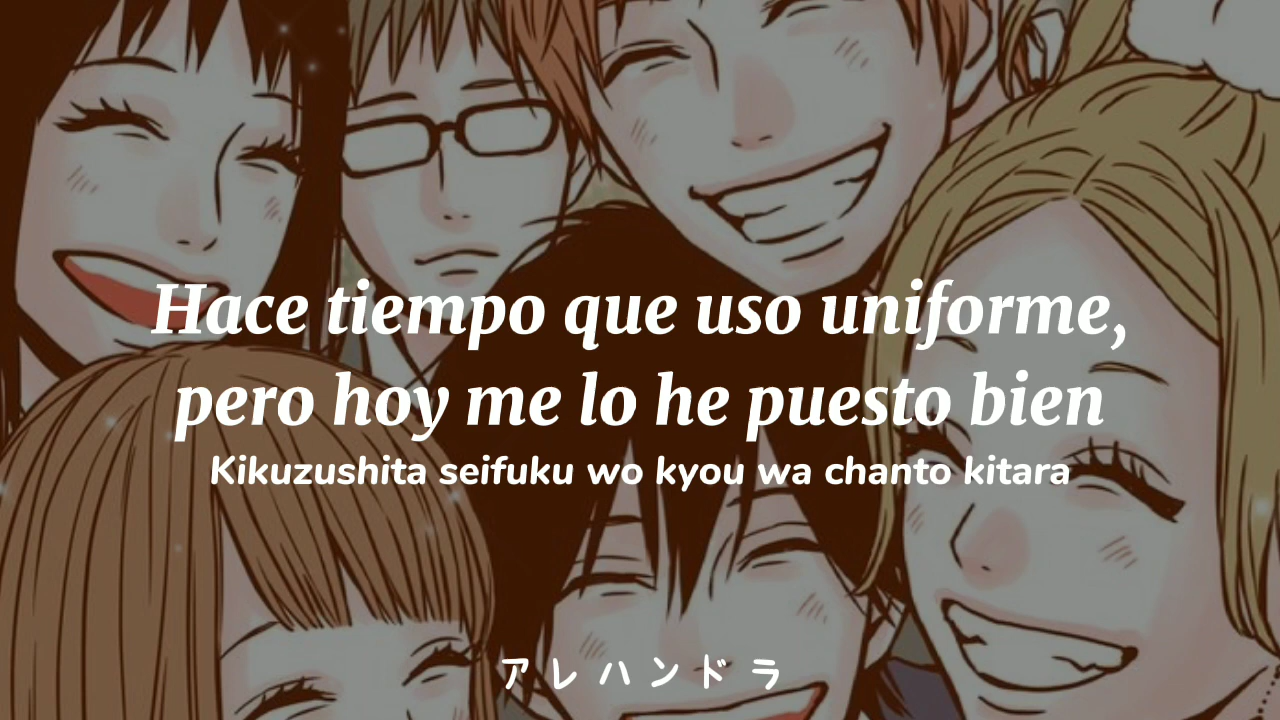 Hace tiempo que uso uniforme,
pero hoy me lo he puesto bien
Kikuzushita seifuku wo kyou wa chanto kitara
アレハンドラ